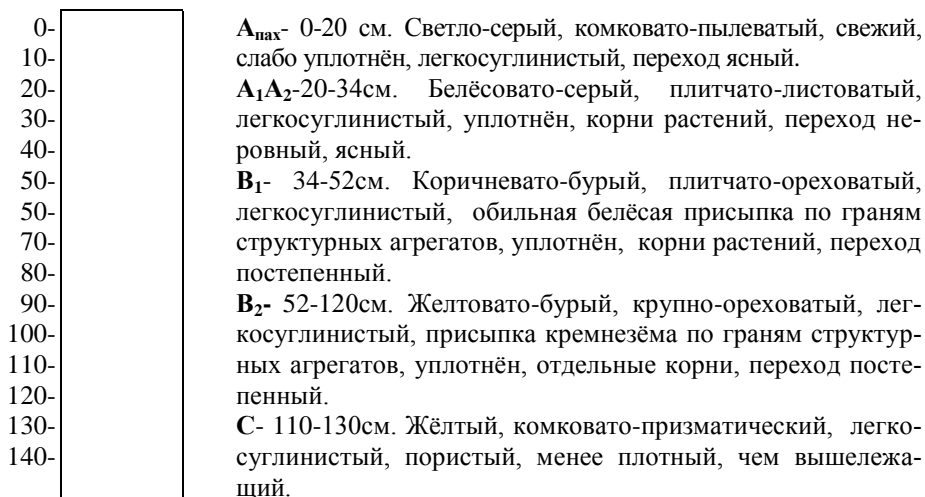 0- Aпах- 0-20 см. Светло-серый, комковато-пылеватый, свежий,
10- слабо уплотнён, легкосуглинистый, переход ясный.
20- A1A2-20-34см. Белёсовато-серый, плитчато-листоватый,
30- легкосуглинистый, уплотнён, корни растений, переход не-
40- ровный, ясный.
50- B1- 34-52см. Коричневато-бурый, плитчато-ореховатый,
50- легкосуглинистый, обильная белёсая присыпка по граням
70- структурных агрегатов, уплотнён, корни растений, переход
80- постепенный.
90- B2- 52-120см. Желтовато-бурый, крупно-ореховатый, лег-
100- косуглинистый, присыпка кремнезёма по граням структур-
110- ных агрегатов, уплотнён, отдельные корни, переход посте-
120- пенный.
130- C- 110-130см. Жёлтый, комковато-призматический, легко-
140- суглинистый, пористый, менее плотный, чем вышележа-
щий.